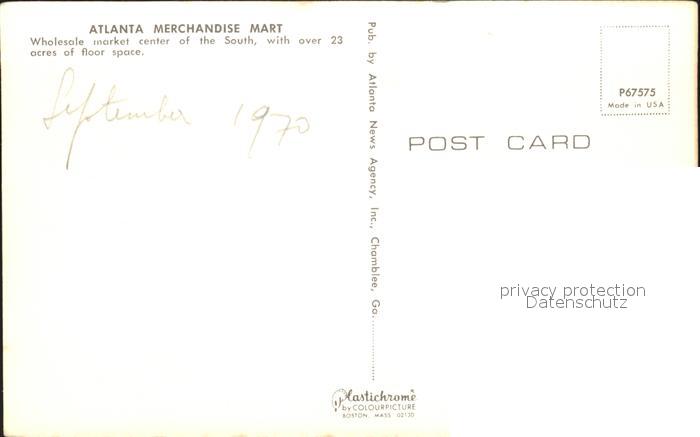 ATLANTA MERCHANDISE MART
Wholesale market center of the South, with over 23
acres of floor space.
September 1970
Pub. by Atlanta News Agency, Inc., Chamblee, Ga.
P67575
Made in USA
POST CARD
privacy protection
Datenschutz
Plastichrome
by COLOURPICTURE
BOSTON, MASS 02130